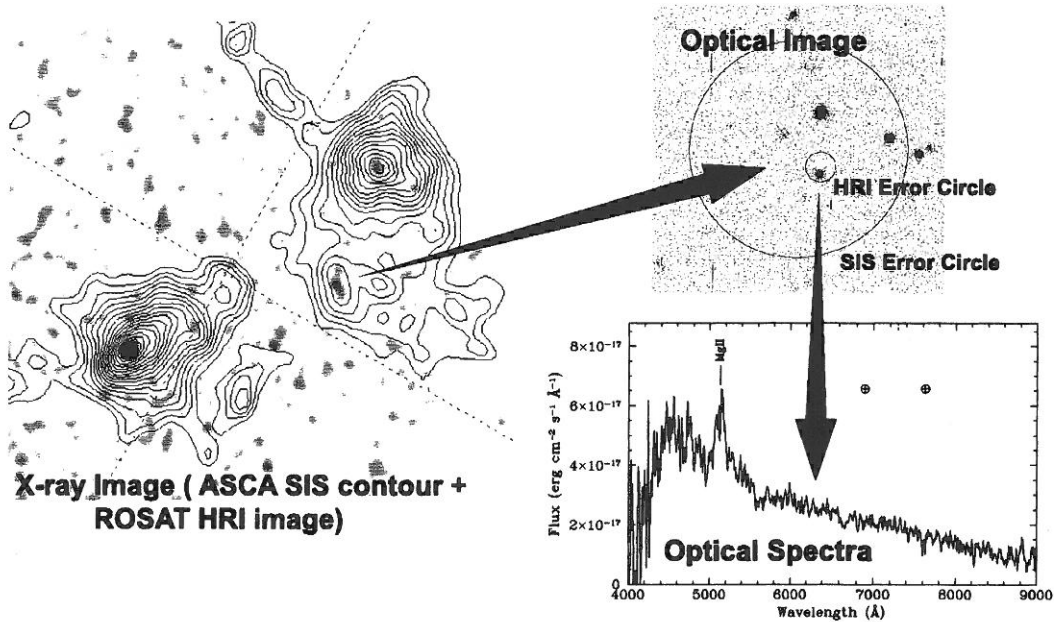 X-ray Image ( ASCA SIS contour +
ROSAT HRI image)
Optical Image
HRI Error Circle
SIS Error Circle
8×10⁻¹⁷
6×10⁻¹⁷
4×10⁻¹⁷
2×10⁻¹⁷
0
Flux (erg cm⁻² s⁻¹ Å⁻¹)
MgII
⊕ ⊕
Optical Spectra
4000 5000 6000 7000 8000 9000
Wavelength (Å)